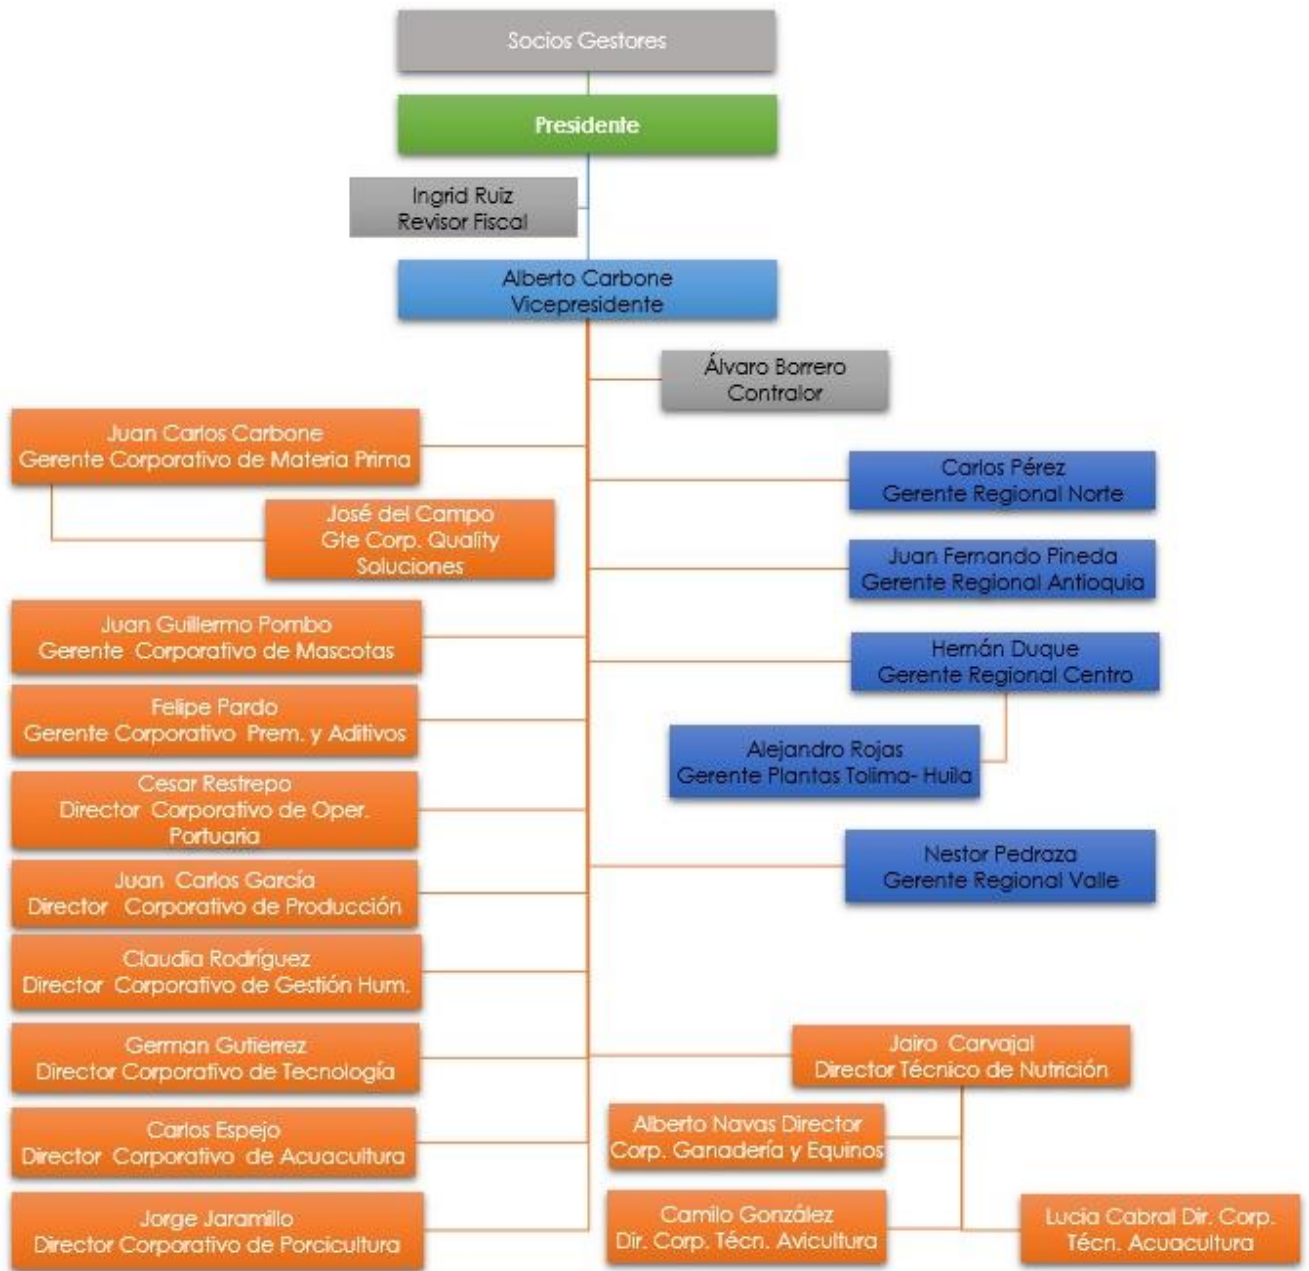 Socios Gestores
Presidente
Ingrid Ruiz
Revisor Fiscal
Alberto Carbone
Vicepresidente
Álvaro Borrero
Contralor
Juan Carlos Carbone
Gerente Corporativo de Materia Prima
José del Campo
Gte Corp. Quality
Soluciones
Juan Guillermo Pombo
Gerente Corporativo de Mascotas
Felipe Pardo
Gerente Corporativo Prem. y Aditivos
Cesar Restrepo
Director Corporativo de Oper.
Portuaria
Juan Carlos García
Director Corporativo de Producción
Claudia Rodríguez
Director Corporativo de Gestión Hum.
German Gutierrez
Director Corporativo de Tecnología
Carlos Espejo
Director Corporativo de Acuacultura
Jorge Jaramillo
Director Corporativo de Porcicultura
Carlos Pérez
Gerente Regional Norte
Juan Fernando Pineda
Gerente Regional Antioquia
Hernán Duque
Gerente Regional Centro
Alejandro Rojas
Gerente Plantas Tolima- Huila
Nestor Pedraza
Gerente Regional Valle
Jairo Carvajal
Director Técnico de Nutrición
Alberto Navas Director
Corp. Ganadería y Equinos
Camilo González
Dir. Corp. Técn. Avicultura
Lucia Cabral Dir. Corp.
Técn. Acuacultura